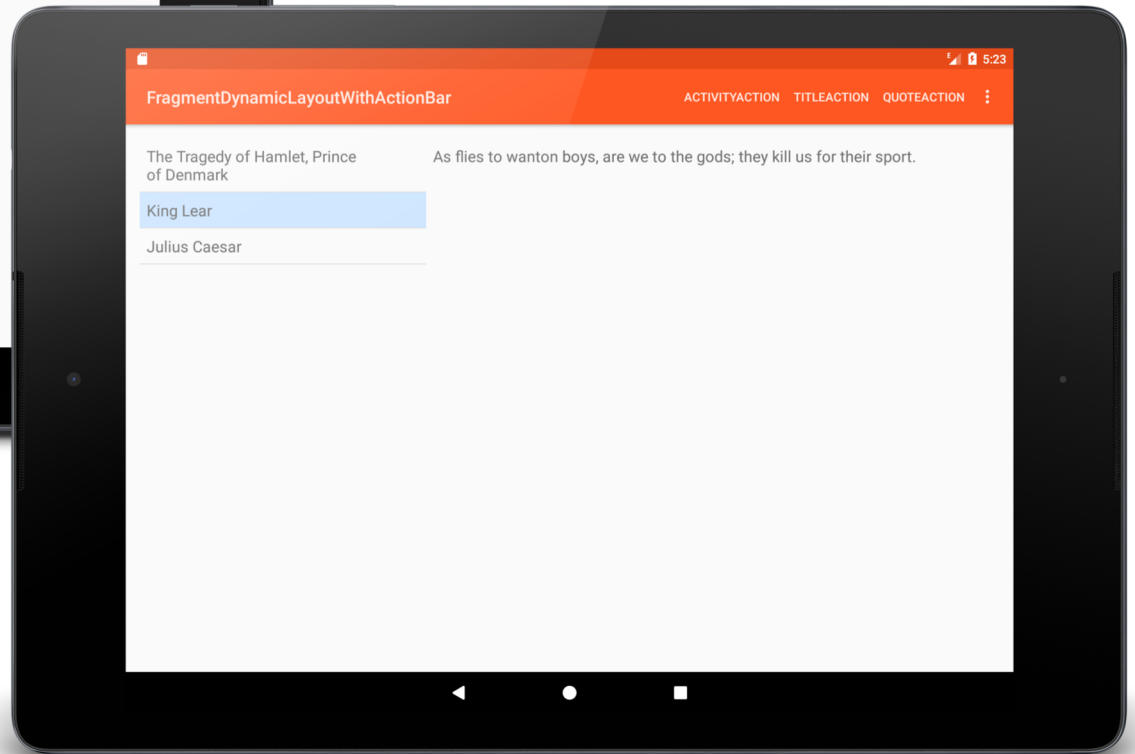 5:23
FragmentDynamicLayoutWithActionBar ACTIVITYACTION TITLEACTION QUOTEACTION
The Tragedy of Hamlet, Prince
of Denmark
King Lear
Julius Caesar
As flies to wanton boys, are we to the gods; they kill us for their sport.